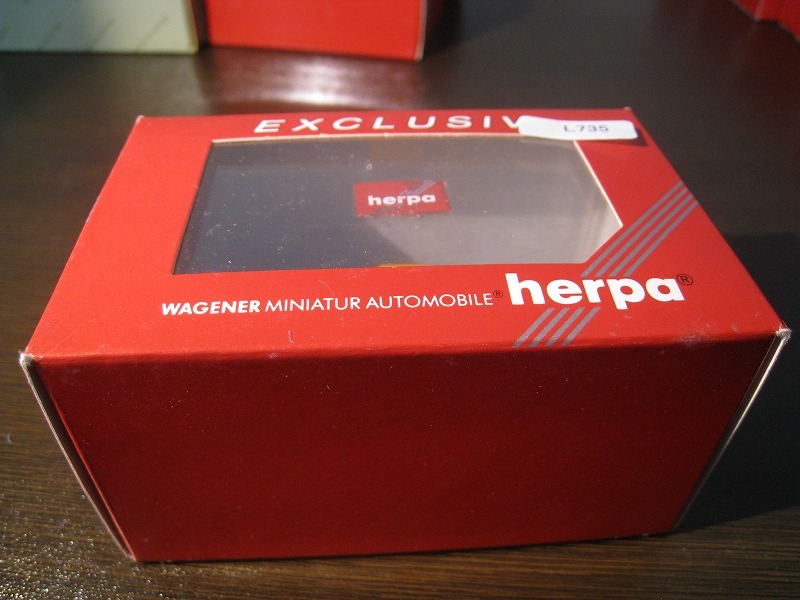 EXCLUSIV
L735
herpa
WAGENER MINIATUR AUTOMOBILE® herpa®